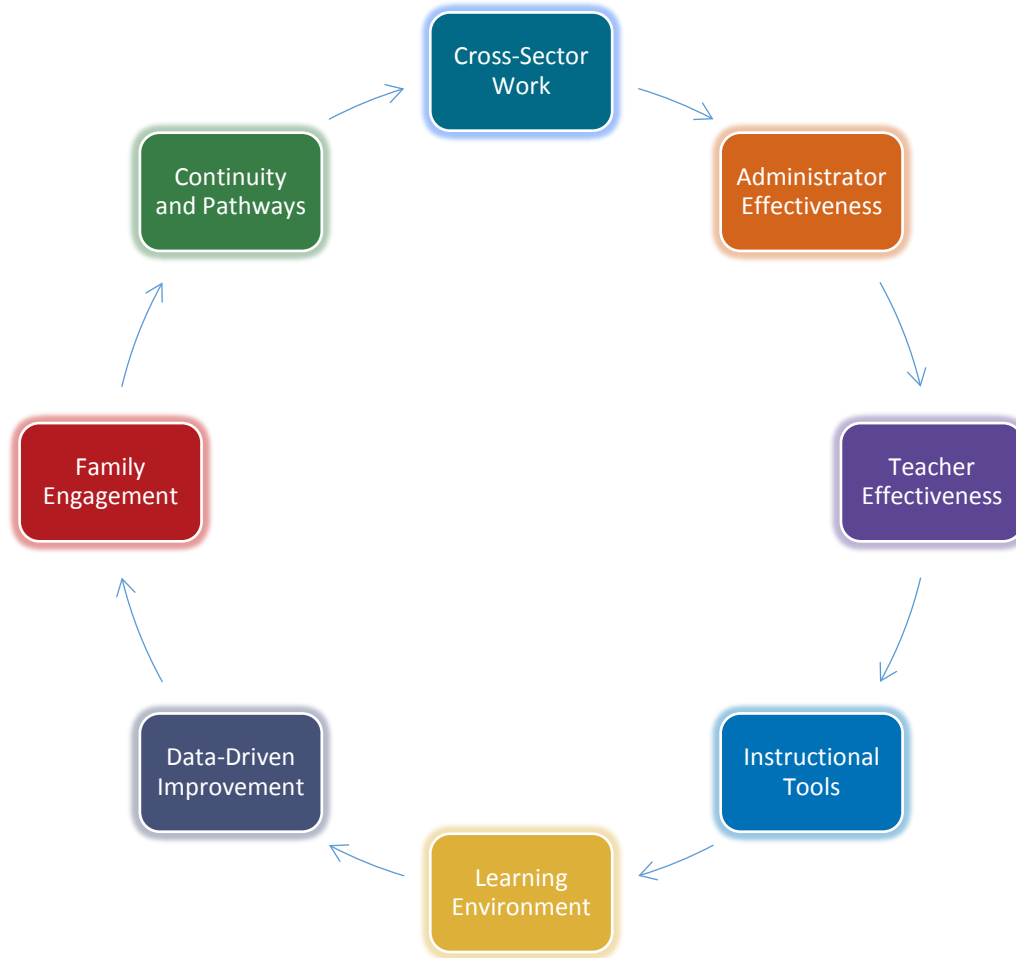 Cross-Sector
Work
Administrator
Effectiveness
Teacher
Effectiveness
Instructional
Tools
Learning
Environment
Data-Driven
Improvement
Family
Engagement
Continuity
and Pathways